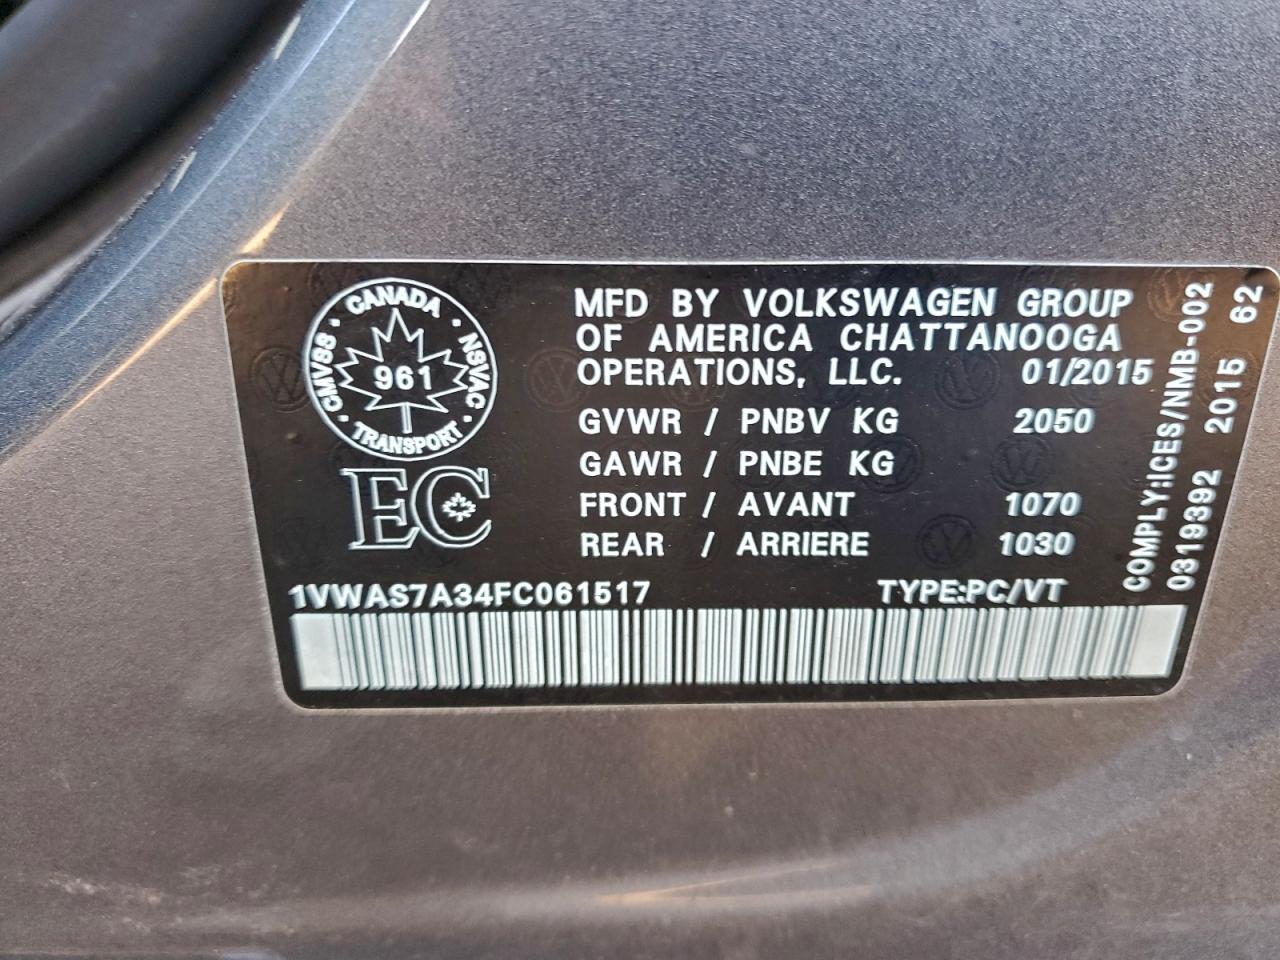 CANADA
CMVSS · NSVAC
961
TRANSPORT
EC
MFD BY VOLKSWAGEN GROUP
OF AMERICA CHATTANOOGA
OPERATIONS, LLC. 01/2015
GVWR / PNBV KG 2050
GAWR / PNBE KG
FRONT / AVANT 1070
REAR / ARRIERE 1030
1VWAS7A34FC061517 TYPE:PC/VT
COMPLY:ICES/NMB-002
0319392 2015 62